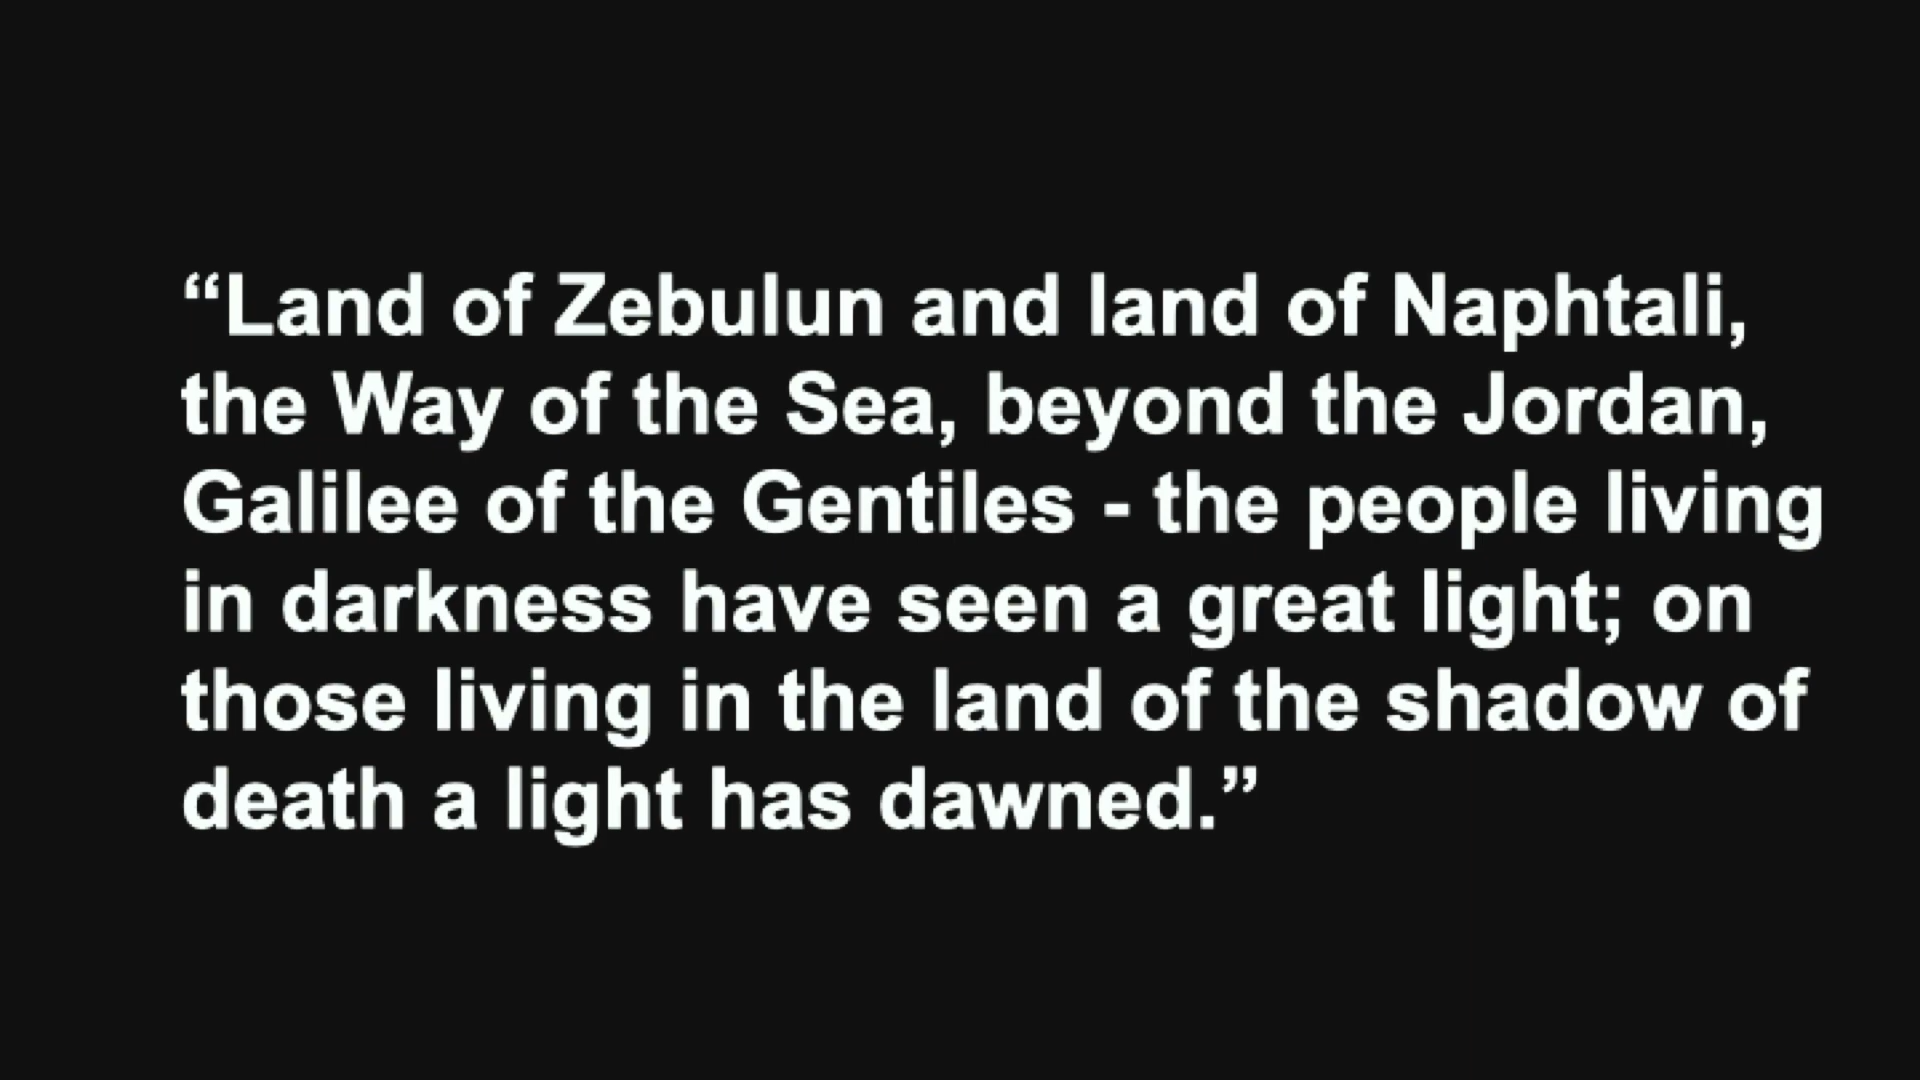 “Land of Zebulun and land of Naphtali,
the Way of the Sea, beyond the Jordan,
Galilee of the Gentiles - the people living
in darkness have seen a great light; on
those living in the land of the shadow of
death a light has dawned.”